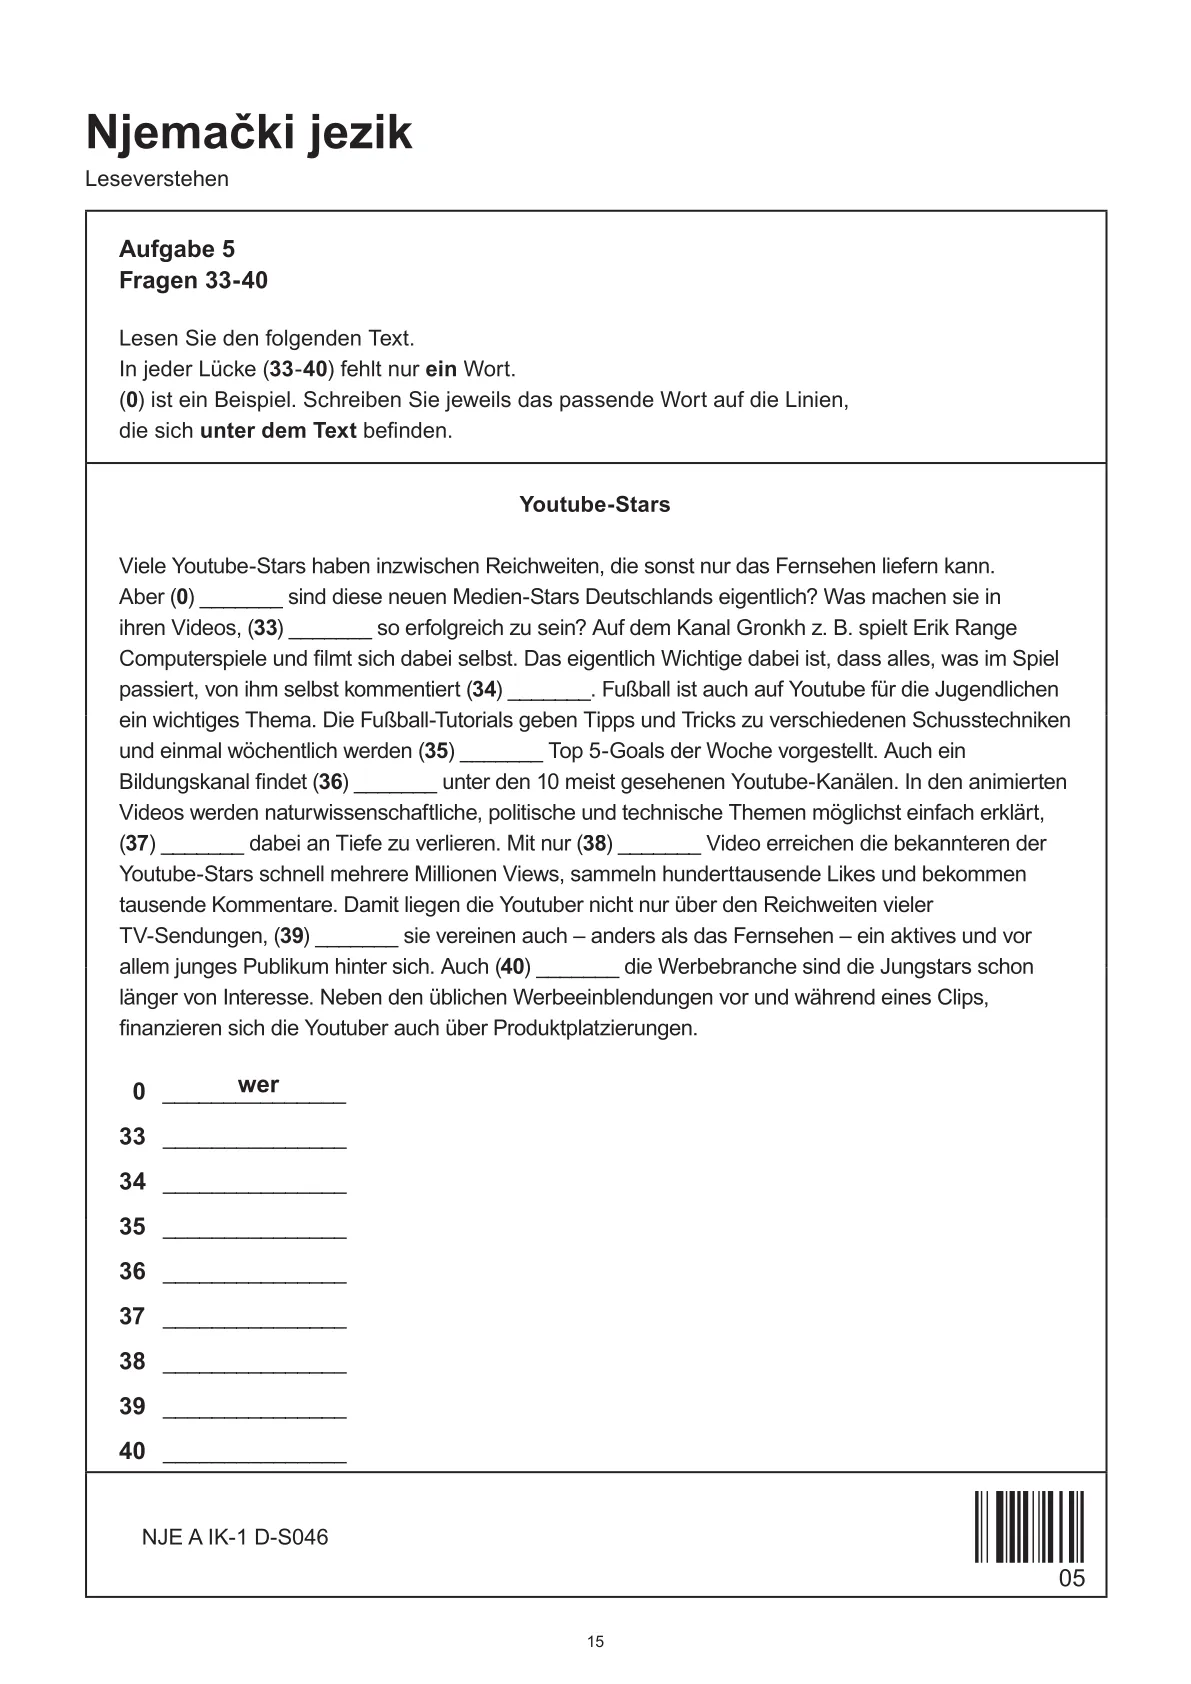 Njemački jezik
Leseverstehen
Aufgabe 5
Fragen 33-40
Lesen Sie den folgenden Text.
In jeder Lücke (33-40) fehlt nur ein Wort.
(0) ist ein Beispiel. Schreiben Sie jeweils das passende Wort auf die Linien,
die sich unter dem Text befinden.
Youtube-Stars
Viele Youtube-Stars haben inzwischen Reichweiten, die sonst nur das Fernsehen liefern kann.
Aber (0) _______ sind diese neuen Medien-Stars Deutschlands eigentlich? Was machen sie in
ihren Videos, (33) _______ so erfolgreich zu sein? Auf dem Kanal Gronkh z. B. spielt Erik Range
Computerspiele und filmt sich dabei selbst. Das eigentlich Wichtige dabei ist, dass alles, was im Spiel
passiert, von ihm selbst kommentiert (34) _______. Fußball ist auch auf Youtube für die Jugendlichen
ein wichtiges Thema. Die Fußball-Tutorials geben Tipps und Tricks zu verschiedenen Schusstechniken
und einmal wöchentlich werden (35) _______ Top 5-Goals der Woche vorgestellt. Auch ein
Bildungskanal findet (36) _______ unter den 10 meist gesehenen Youtube-Kanälen. In den animierten
Videos werden naturwissenschaftliche, politische und technische Themen möglichst einfach erklärt,
(37) _______ dabei an Tiefe zu verlieren. Mit nur (38) _______ Video erreichen die bekannteren der
Youtube-Stars schnell mehrere Millionen Views, sammeln hunderttausende Likes und bekommen
tausende Kommentare. Damit liegen die Youtuber nicht nur über den Reichweiten vieler
TV-Sendungen, (39) _______ sie vereinen auch – anders als das Fernsehen – ein aktives und vor
allem junges Publikum hinter sich. Auch (40) _______ die Werbebranche sind die Jungstars schon
länger von Interesse. Neben den üblichen Werbeeinblendungen vor und während eines Clips,
finanzieren sich die Youtuber auch über Produktplatzierungen.
0 wer
33 _______________
34 _______________
35 _______________
36 _______________
37 _______________
38 _______________
39 _______________
40 _______________
NJE A IK-1 D-S046
05
15